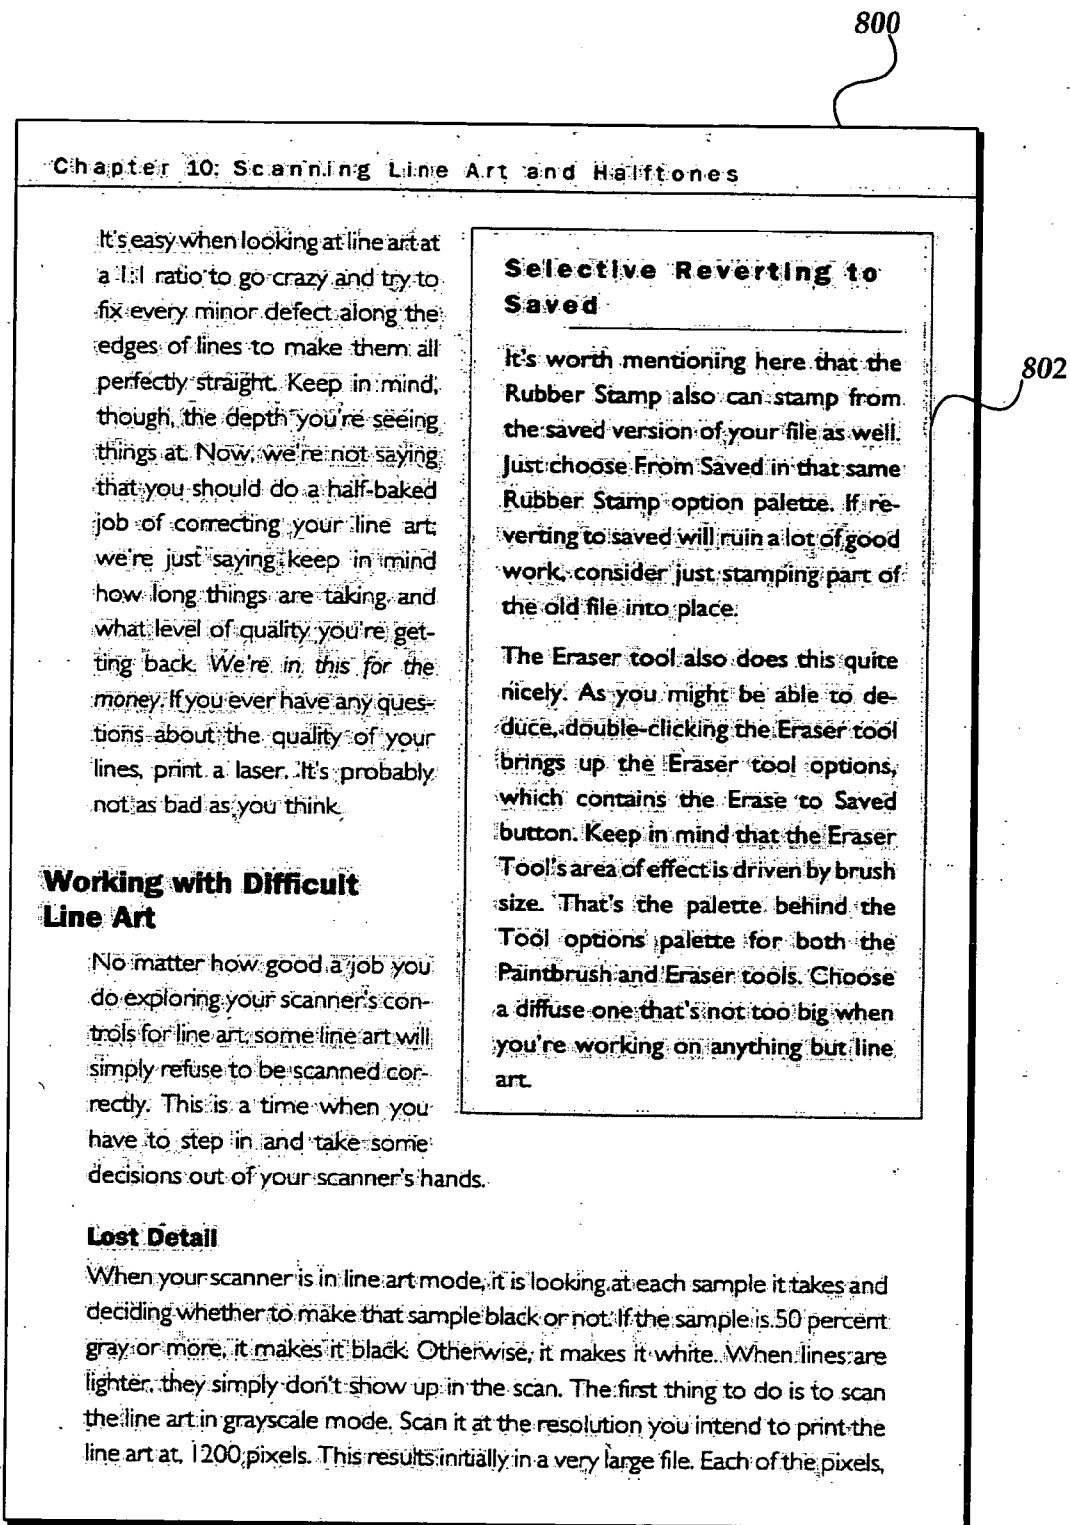 800
Chapter 10: Scanning Line Art and Halftones
It's easy when looking at line art at
a 1:1 ratio to go crazy and try to
fix every minor defect along the
edges of lines to make them all
perfectly straight. Keep in mind,
though, the depth you're seeing
things at. Now, we're not saying
that you should do a half-baked
job of correcting your line art;
we're just saying keep in mind
how long things are taking, and
what level of quality you're get-
ting back. We're in this for the
money. If you ever have any ques-
tions about the quality of your
lines, print a laser. It's probably
not as bad as you think.
Working with Difficult
Line Art
No matter how good a job you
do exploring your scanner's con-
trols for line art, some line art will
simply refuse to be scanned cor-
rectly. This is a time when you
have to step in and take some
decisions out of your scanner's hands.
Selective Reverting to
Saved
802
It's worth mentioning here that the
Rubber Stamp also can stamp from
the saved version of your file as well.
Just choose From Saved in that same
Rubber Stamp option palette. If re-
verting to saved will ruin a lot of good
work, consider just stamping part of
the old file into place.
The Eraser tool also does this quite
nicely. As you might be able to de-
duce, double-clicking the Eraser tool
brings up the Eraser tool options,
which contains the Erase to Saved
button. Keep in mind that the Eraser
Tool's area of effect is driven by brush
size. That's the palette behind the
Tool options palette for both the
Paintbrush and Eraser tools. Choose
a diffuse one that's not too big when
you're working on anything but line
art.
Lost Detail
When your scanner is in line art mode, it is looking at each sample it takes and
deciding whether to make that sample black or not. If the sample is 50 percent
gray or more, it makes it black. Otherwise, it makes it white. When lines are
lighter, they simply don't show up in the scan. The first thing to do is to scan
the line art in grayscale mode. Scan it at the resolution you intend to print the
line art at, 1200 pixels. This results initially in a very large file. Each of the pixels,